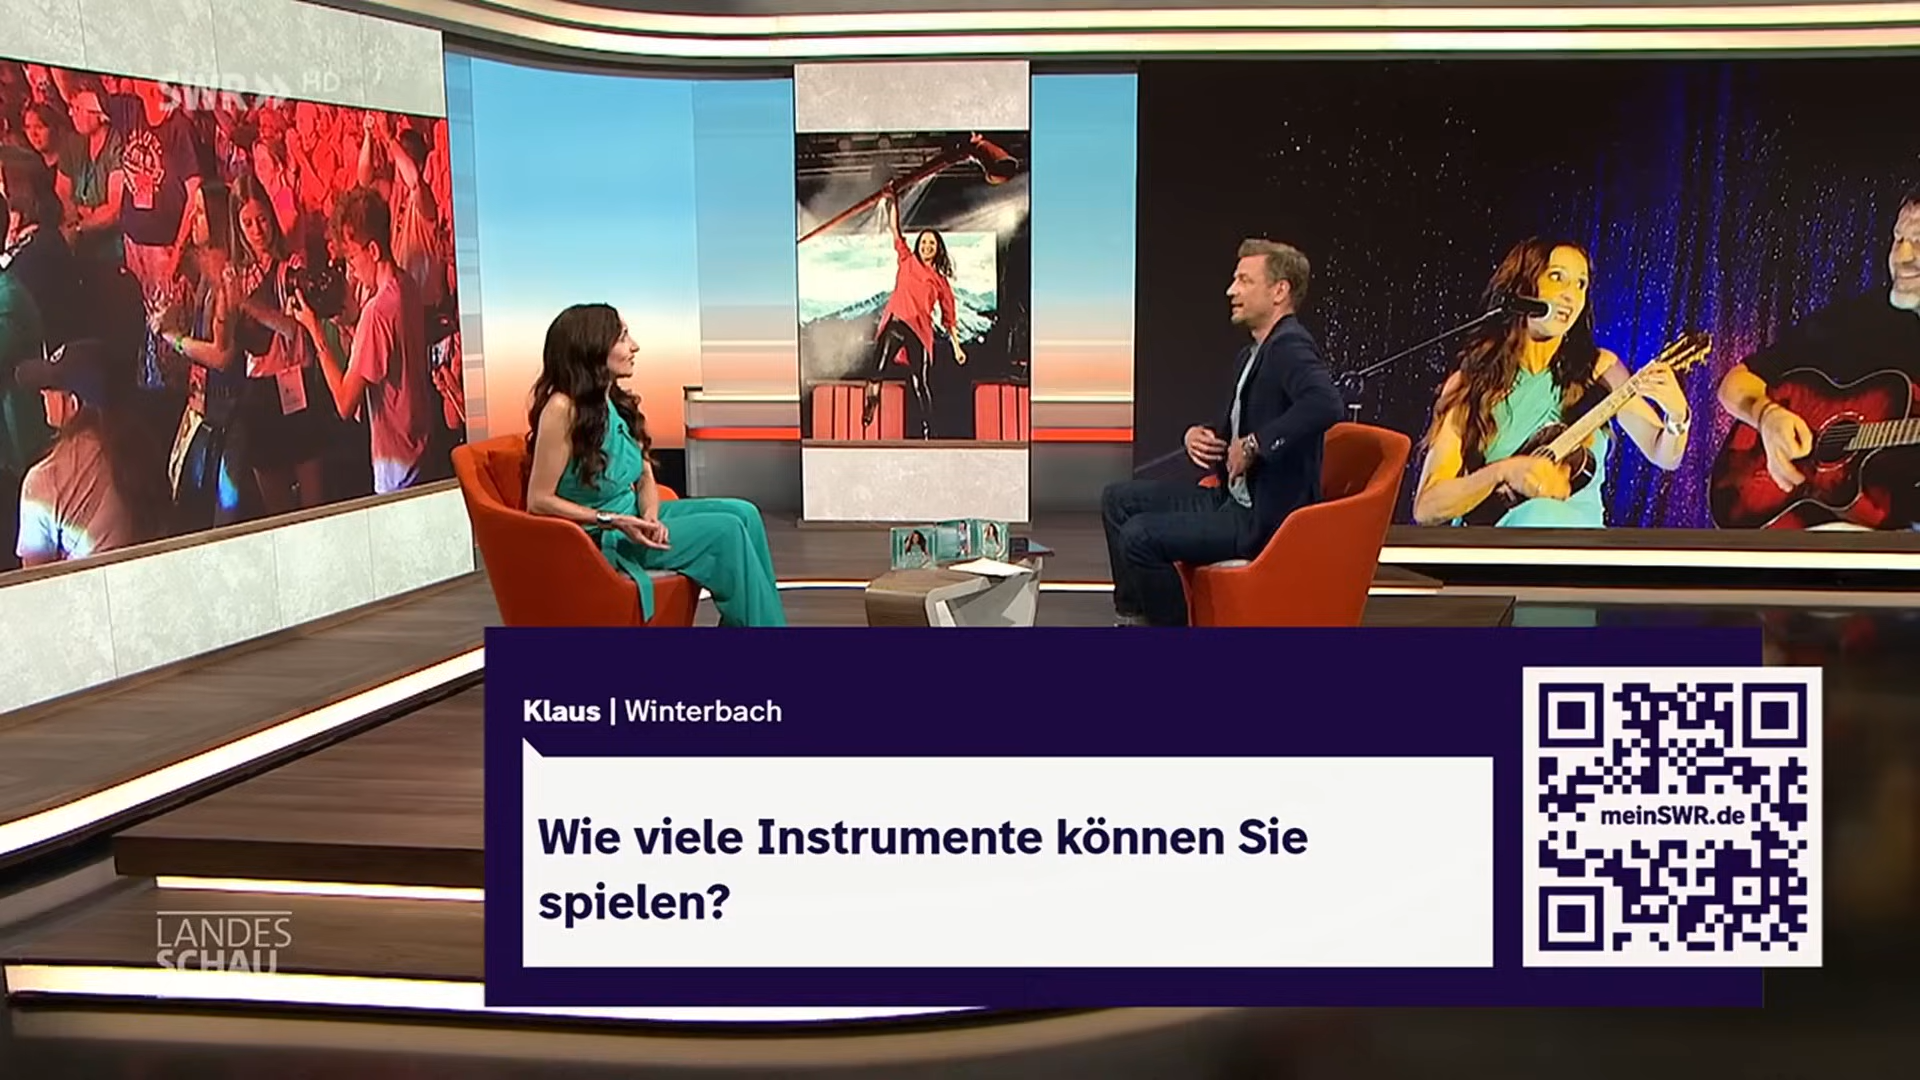 SWR» HD
Klaus | Winterbach
Wie viele Instrumente können Sie
spielen?
meinSWR.de
LANDES
SCHAU